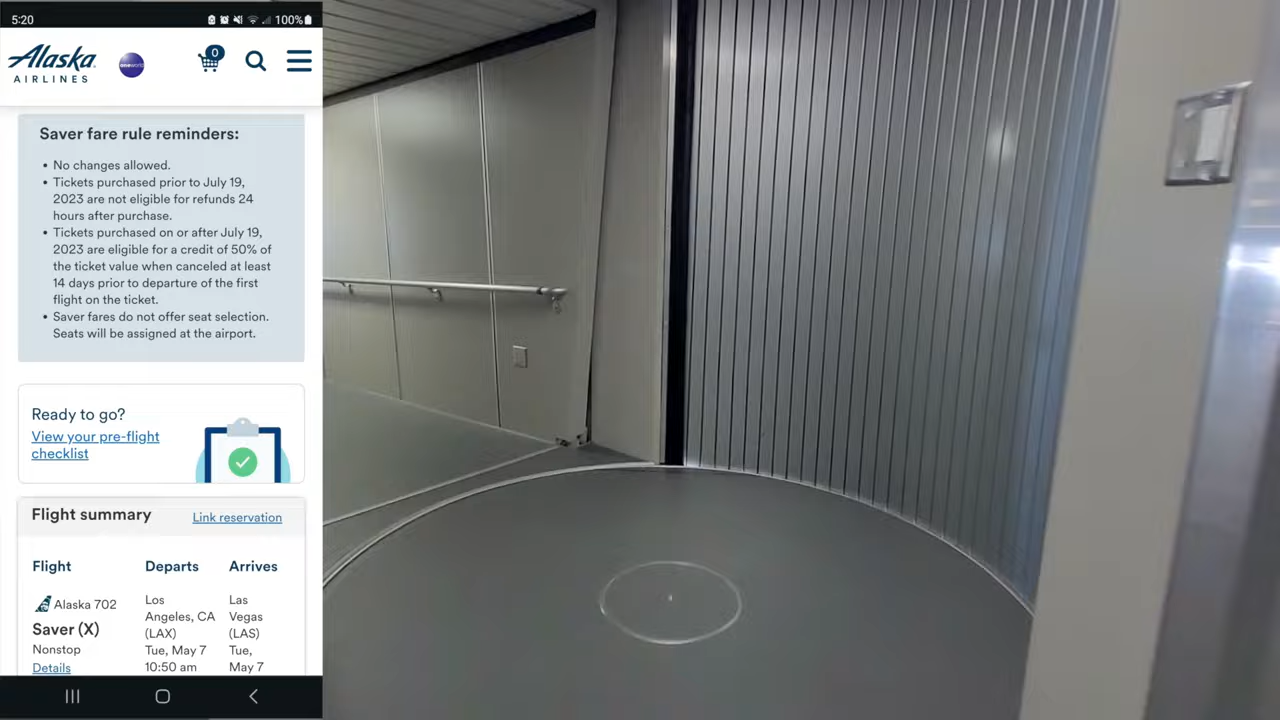 5:20
100%
Alaska
AIRLINES
oneworld
0
Saver fare rule reminders:
• No changes allowed.
• Tickets purchased prior to July 19,
2023 are not eligible for refunds 24
hours after purchase.
• Tickets purchased on or after July 19,
2023 are eligible for a credit of 50% of
the ticket value when canceled at least
14 days prior to departure of the first
flight on the ticket.
• Saver fares do not offer seat selection.
Seats will be assigned at the airport.
Ready to go?
View your pre-flight
checklist
Flight summary
Link reservation
Flight
Departs
Arrives
Alaska 702
Saver (X)
Nonstop
Details
Los
Angeles, CA
(LAX)
Tue, May 7
10:50 am
Las
Vegas
(LAS)
Tue,
May 7